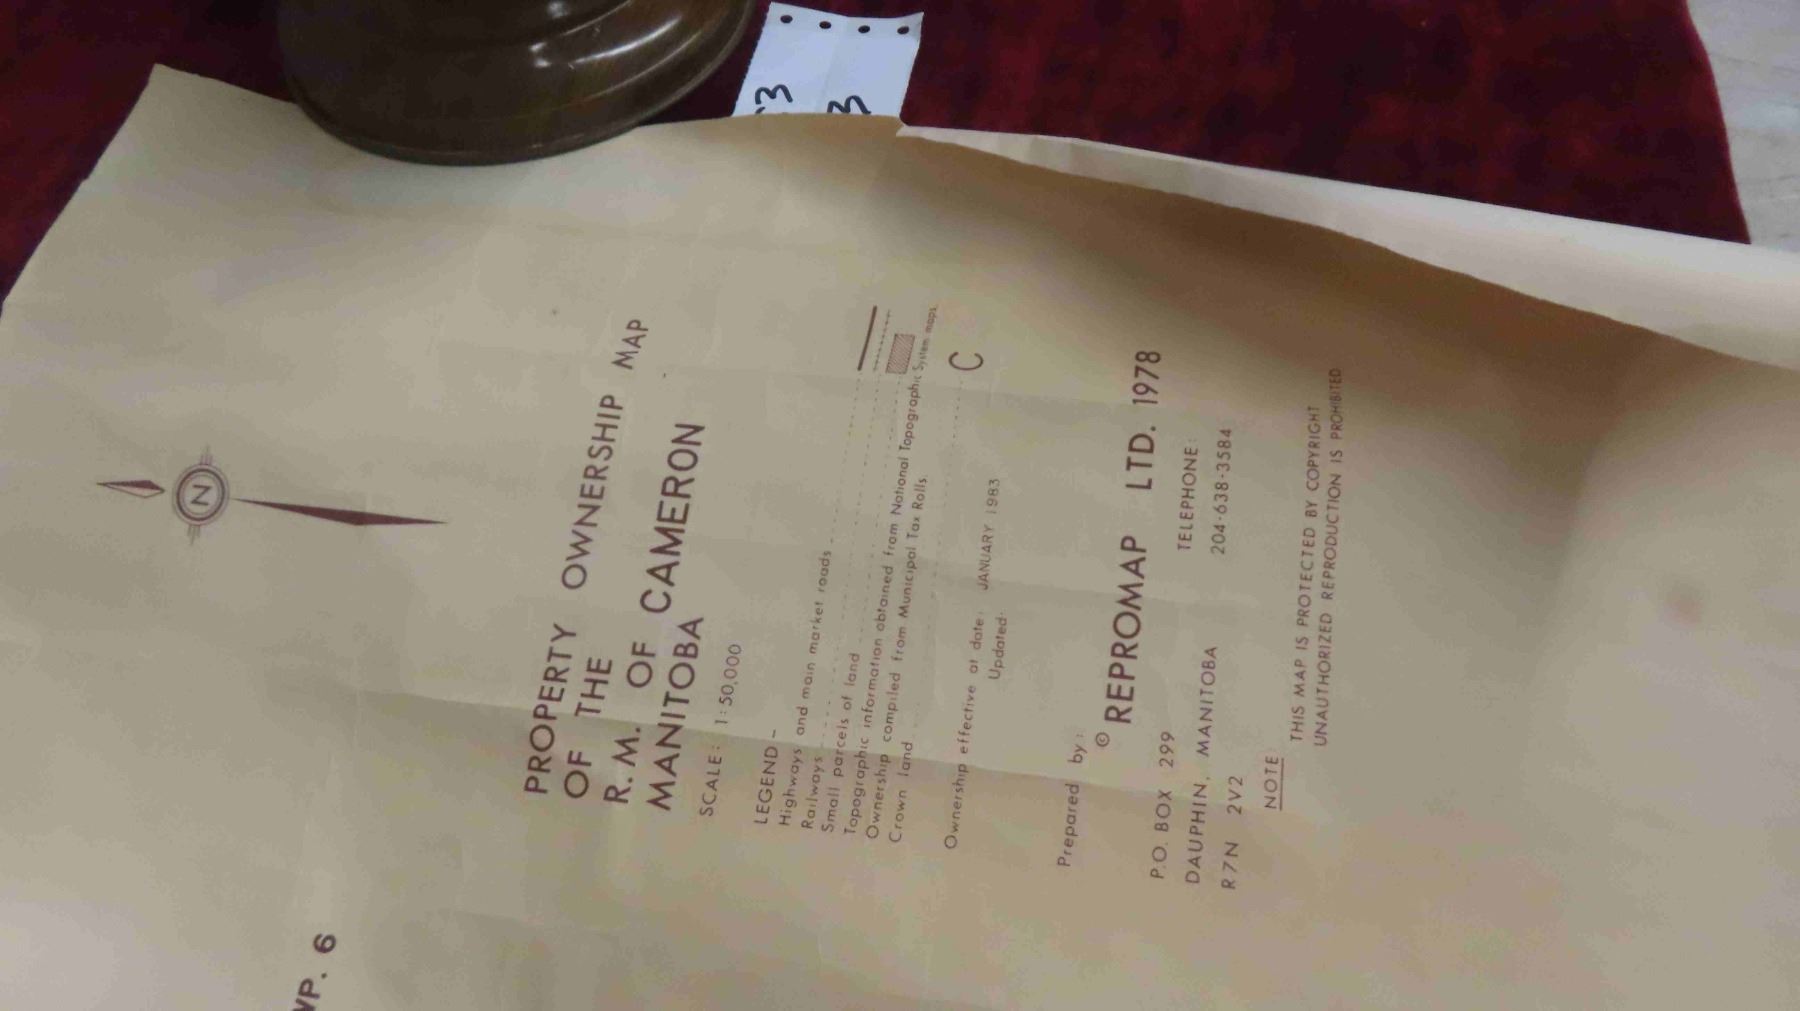 N
PROPERTY OWNERSHIP MAP
OF THE
R. M. OF CAMERON
MANITOBA
SCALE: 1:50,000
LEGEND –
Highways and main market roads
Railways
Small parcels of land
Topographic information obtained from National Topographic System maps.
Ownership compiled from Municipal Tax Rolls
Crown land C
Ownership effective at date: JANUARY 1983
Updated:
Prepared by:
© REPROMAP LTD. 1978
P.O. BOX 299 TELEPHONE:
DAUPHIN, MANITOBA 204-638-3584
R7N 2V2
NOTE:
THIS MAP IS PROTECTED BY COPYRIGHT
UNAUTHORIZED REPRODUCTION IS PROHIBITED
WP. 6
3
3